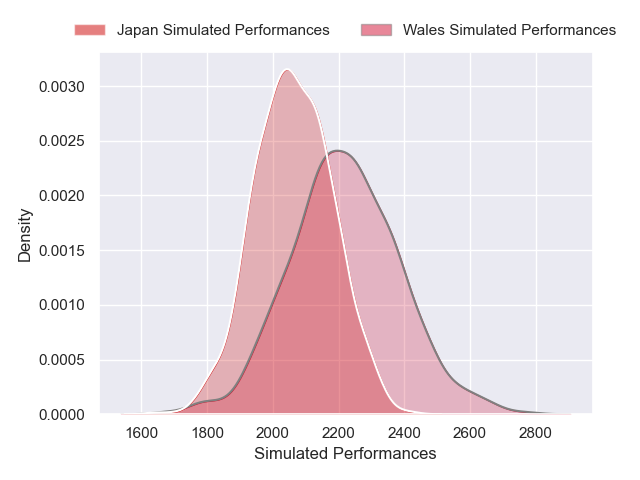 Japan Simulated Performances Wales Simulated Performances
0.0030
0.0025
0.0020
0.0015
0.0010
0.0005
0.0000
Density
1600 1800 2000 2200 2400 2600 2800
Simulated Performances